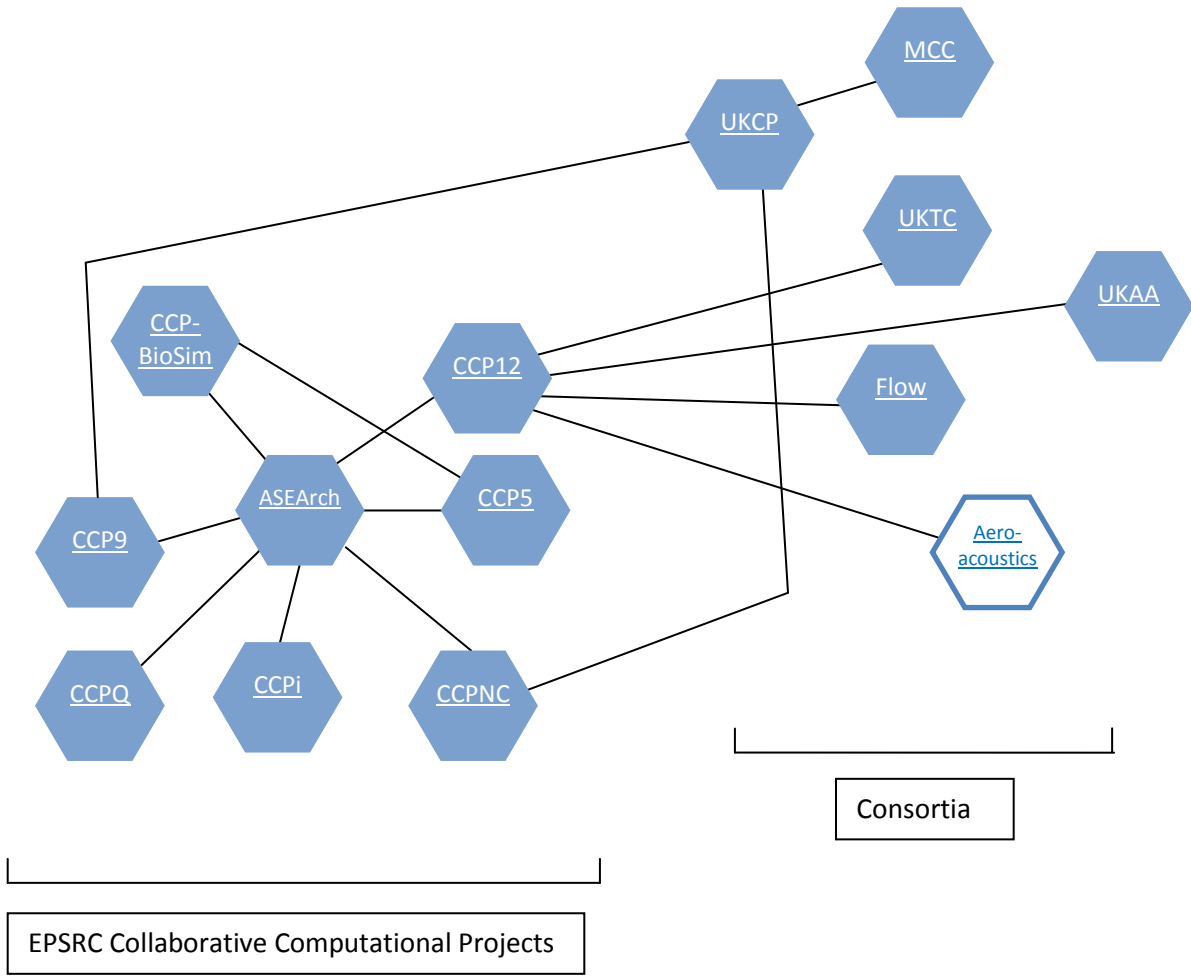 MCC
UKCP
UKTC
UKAA
CCP-
BioSim
CCP12
Flow
ASEArch
CCP5
CCP9
Aero-
acoustics
CCPQ
CCPi
CCPNC
Consortia
EPSRC Collaborative Computational Projects